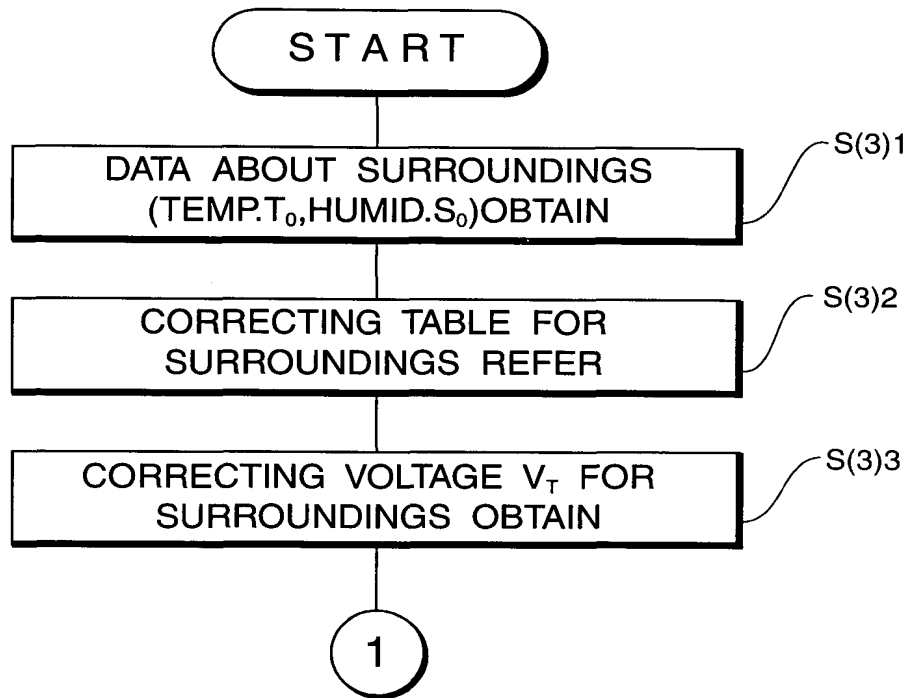 START
DATA ABOUT SURROUNDINGS
(TEMP.T₀,HUMID.S₀)OBTAIN
S(3)1
CORRECTING TABLE FOR
SURROUNDINGS REFER
S(3)2
CORRECTING VOLTAGE V_T FOR
SURROUNDINGS OBTAIN
S(3)3
1